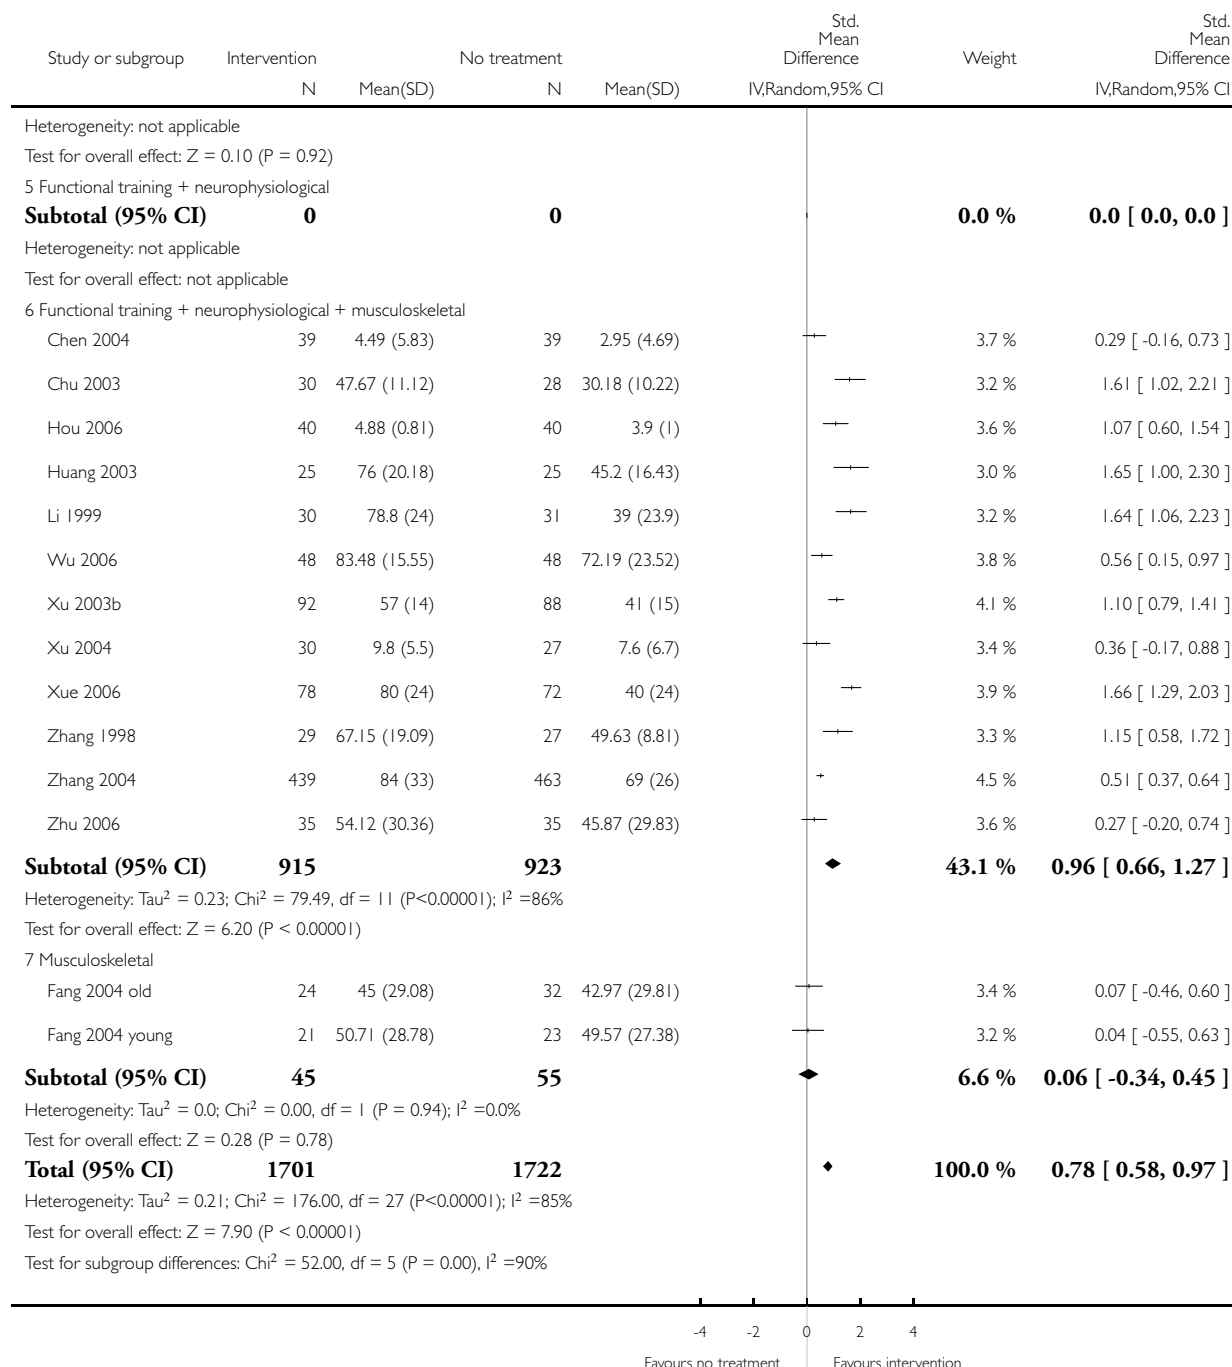 Study or subgroup Intervention No treatment Std. Mean Difference Weight Std. Mean Difference
N Mean(SD) N Mean(SD) IV,Random,95% CI IV,Random,95% CI
Heterogeneity: not applicable
Test for overall effect: Z = 0.10 (P = 0.92)
5 Functional training + neurophysiological
Subtotal (95% CI) 0 0 0.0 % 0.0 [ 0.0, 0.0 ]
Heterogeneity: not applicable
Test for overall effect: not applicable
6 Functional training + neurophysiological + musculoskeletal
Chen 2004 39 4.49 (5.83) 39 2.95 (4.69) 3.7 % 0.29 [ -0.16, 0.73 ]
Chu 2003 30 47.67 (11.12) 28 30.18 (10.22) 3.2 % 1.61 [ 1.02, 2.21 ]
Hou 2006 40 4.88 (0.81) 40 3.9 (1) 3.6 % 1.07 [ 0.60, 1.54 ]
Huang 2003 25 76 (20.18) 25 45.2 (16.43) 3.0 % 1.65 [ 1.00, 2.30 ]
Li 1999 30 78.8 (24) 31 39 (23.9) 3.2 % 1.64 [ 1.06, 2.23 ]
Wu 2006 48 83.48 (15.55) 48 72.19 (23.52) 3.8 % 0.56 [ 0.15, 0.97 ]
Xu 2003b 92 57 (14) 88 41 (15) 4.1 % 1.10 [ 0.79, 1.41 ]
Xu 2004 30 9.8 (5.5) 27 7.6 (6.7) 3.4 % 0.36 [ -0.17, 0.88 ]
Xue 2006 78 80 (24) 72 40 (24) 3.9 % 1.66 [ 1.29, 2.03 ]
Zhang 1998 29 67.15 (19.09) 27 49.63 (8.81) 3.3 % 1.15 [ 0.58, 1.72 ]
Zhang 2004 439 84 (33) 463 69 (26) 4.5 % 0.51 [ 0.37, 0.64 ]
Zhu 2006 35 54.12 (30.36) 35 45.87 (29.83) 3.6 % 0.27 [ -0.20, 0.74 ]
Subtotal (95% CI) 915 923 43.1 % 0.96 [ 0.66, 1.27 ]
Heterogeneity: Tau² = 0.23; Chi² = 79.49, df = 11 (P<0.00001); I² =86%
Test for overall effect: Z = 6.20 (P < 0.00001)
7 Musculoskeletal
Fang 2004 old 24 45 (29.08) 32 42.97 (29.81) 3.4 % 0.07 [ -0.46, 0.60 ]
Fang 2004 young 21 50.71 (28.78) 23 49.57 (27.38) 3.2 % 0.04 [ -0.55, 0.63 ]
Subtotal (95% CI) 45 55 6.6 % 0.06 [ -0.34, 0.45 ]
Heterogeneity: Tau² = 0.0; Chi² = 0.00, df = 1 (P = 0.94); I² =0.0%
Test for overall effect: Z = 0.28 (P = 0.78)
Total (95% CI) 1701 1722 100.0 % 0.78 [ 0.58, 0.97 ]
Heterogeneity: Tau² = 0.21; Chi² = 176.00, df = 27 (P<0.00001); I² =85%
Test for overall effect: Z = 7.90 (P < 0.00001)
Test for subgroup differences: Chi² = 52.00, df = 5 (P = 0.00), I² =90%
-4 -2 0 2 4
Favours no treatment Favours intervention